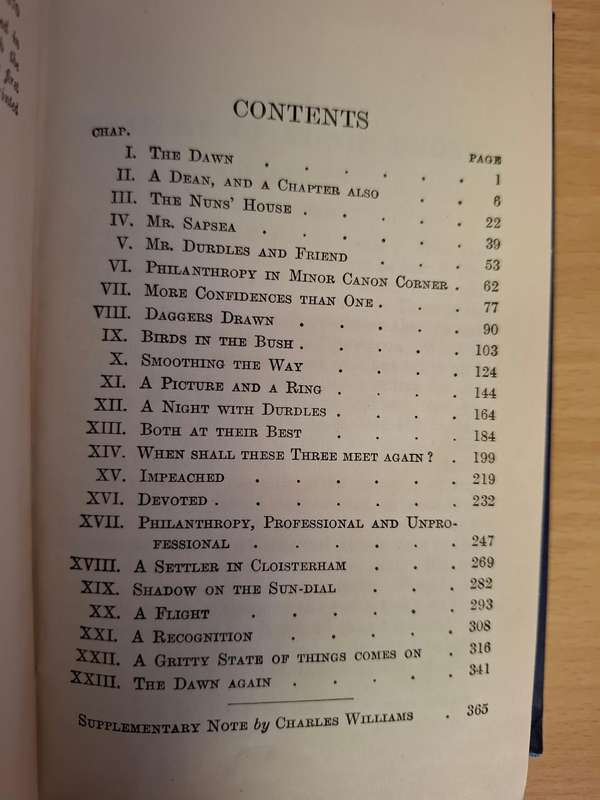 d in
the
first
CONTENTS
CHAP. PAGE
I. THE DAWN . . . . . . 1
II. A DEAN, AND A CHAPTER ALSO . . 6
III. THE NUNS' HOUSE . . . . . 22
IV. MR. SAPSEA . . . . . 39
V. MR. DURDLES AND FRIEND . . . 53
VI. PHILANTHROPY IN MINOR CANON CORNER . 62
VII. MORE CONFIDENCES THAN ONE . . . 77
VIII. DAGGERS DRAWN . . . . . 90
IX. BIRDS IN THE BUSH . . . . . 103
X. SMOOTHING THE WAY . . . . 124
XI. A PICTURE AND A RING . . . . 144
XII. A NIGHT WITH DURDLES . . . . 164
XIII. BOTH AT THEIR BEST . . . . 184
XIV. WHEN SHALL THESE THREE MEET AGAIN? . 199
XV. IMPEACHED . . . . . . 219
XVI. DEVOTED . . . . . . . 232
XVII. PHILANTHROPY, PROFESSIONAL AND UNPRO-
FESSIONAL . . . . . . 247
XVIII. A SETTLER IN CLOISTERHAM . . . 269
XIX. SHADOW ON THE SUN-DIAL . . . 282
XX. A FLIGHT . . . . . . 293
XXI. A RECOGNITION . . . . . 308
XXII. A GRITTY STATE OF THINGS COMES ON . 316
XXIII. THE DAWN AGAIN . . . . . 341
SUPPLEMENTARY NOTE by CHARLES WILLIAMS . 365